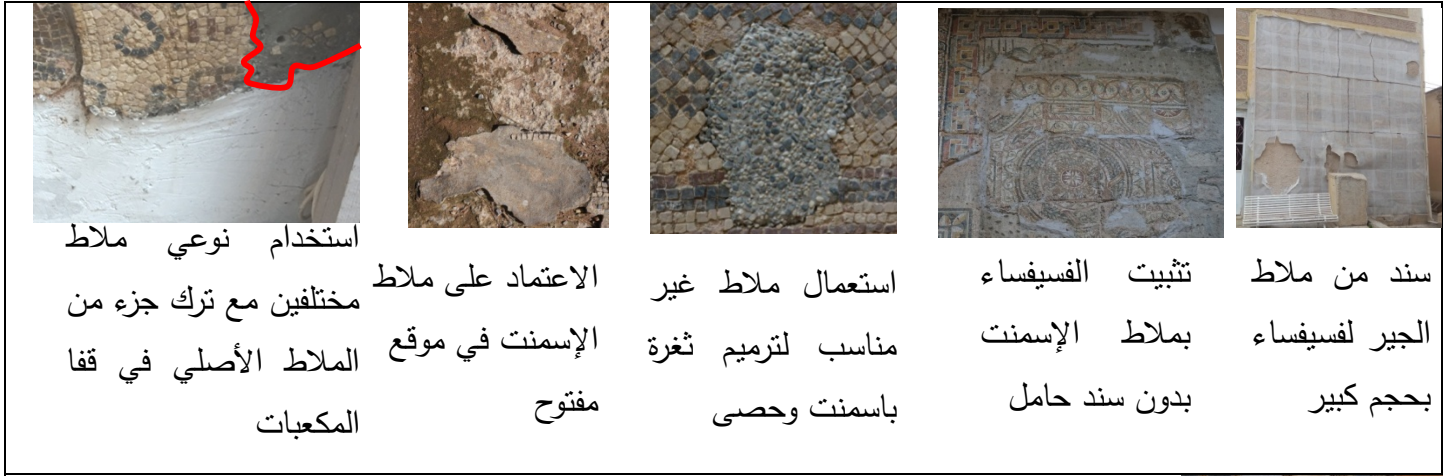 سند من ملاط
الجير لفسيفساء
بحجم كبير
تثبيت الفسيفساء
بملاط الإسمنت
بدون سند حامل
استعمال ملاط غير
مناسب لترميم ثغرة
باسمنت وحصى
الاعتماد على ملاط
الإسمنت في موقع
مفتوح
استخدام نوعي ملاط
مختلفين مع ترك جزء من
الملاط الأصلي في قفا
المكعبات